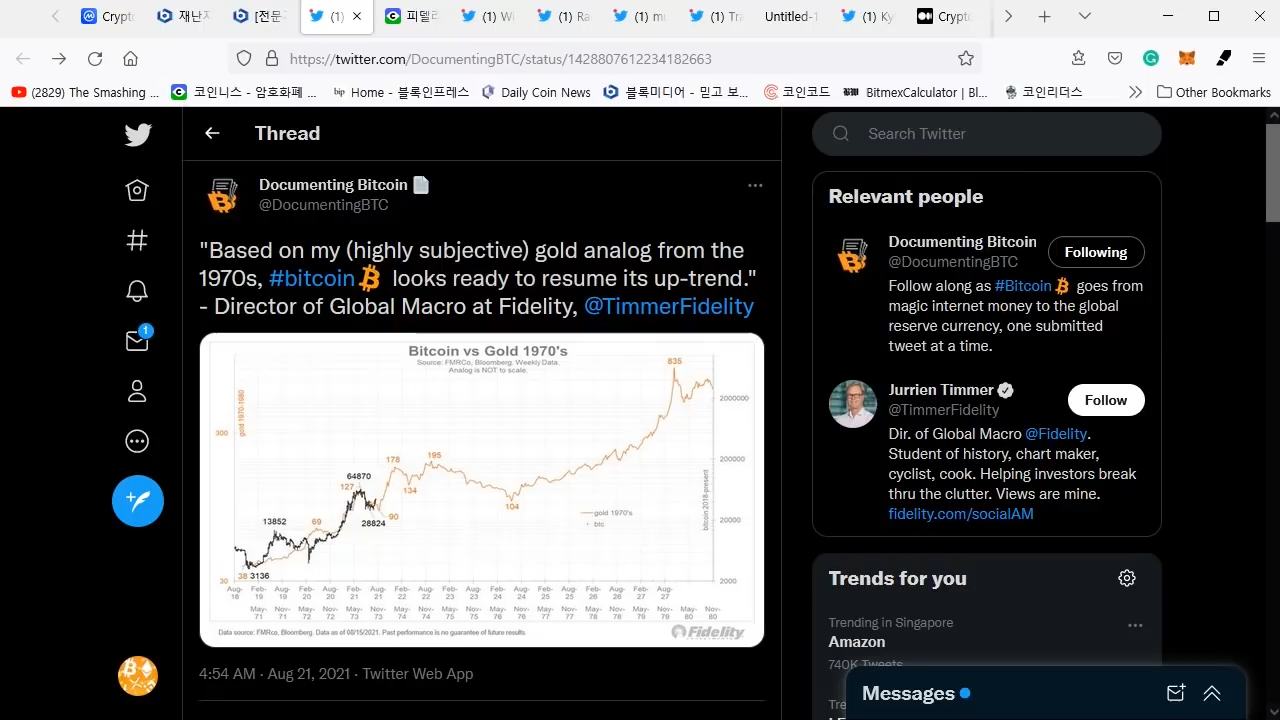 Crypto
재난지
[전문
(1)
피델리
(1) Wi
(1) Ra
(1) mu
(1) Tra
Untitled-1
(1) Ky
Crypto
https://twitter.com/DocumentingBTC/status/1428807612234182663
(2829) The Smashing
코인니스 - 암호화폐 ...
bip Home - 블록인프레스
Daily Coin News
블록미디어 - 믿고 보...
코인코드
BitmexCalculator | Bl...
코인리더스
Other Bookmarks
Thread
Search Twitter
Documenting Bitcoin
@DocumentingBTC
"Based on my (highly subjective) gold analog from the
1970s, #bitcoin looks ready to resume its up-trend."
- Director of Global Macro at Fidelity, @TimmerFidelity
Bitcoin vs Gold 1970's
Source: FMRCo, Bloomberg. Weekly Data.
Analog is NOT to scale.
gold 1970-1980
300
30
835
178
195
64870
127
134
104
90
28824
13852
69
38 3136
gold 1970's
btc
bitcoin 2018-present
2000000
200000
20000
2000
Aug-18 Feb-19 Aug-19 Feb-20 Aug-20 Feb-21 Aug-21 Feb-22 Aug-22 Feb-23 Aug-23 Feb-24 Aug-24 Feb-25 Aug-25 Feb-26 Aug-26 Feb-27 Aug-27
May-71 Nov-71 May-72 Nov-72 May-73 Nov-73 May-74 Nov-74 May-75 Nov-75 May-76 Nov-76 May-77 Nov-77 May-78 Nov-78 May-79 Nov-79 May-80 Nov-80
Data source: FMRco, Bloomberg. Data as of 08/15/2021. Past performance is no guarantee of future results.
Fidelity
4:54 AM · Aug 21, 2021 · Twitter Web App
1
Relevant people
Documenting Bitcoin
@DocumentingBTC
Following
Follow along as #Bitcoin goes from
magic internet money to the global
reserve currency, one submitted
tweet at a time.
Jurrien Timmer
@TimmerFidelity
Follow
Dir. of Global Macro @Fidelity.
Student of history, chart maker,
cyclist, cook. Helping investors break
thru the clutter. Views are mine.
fidelity.com/socialAM
Trends for you
Trending in Singapore
Amazon
740K Tweets
Messages